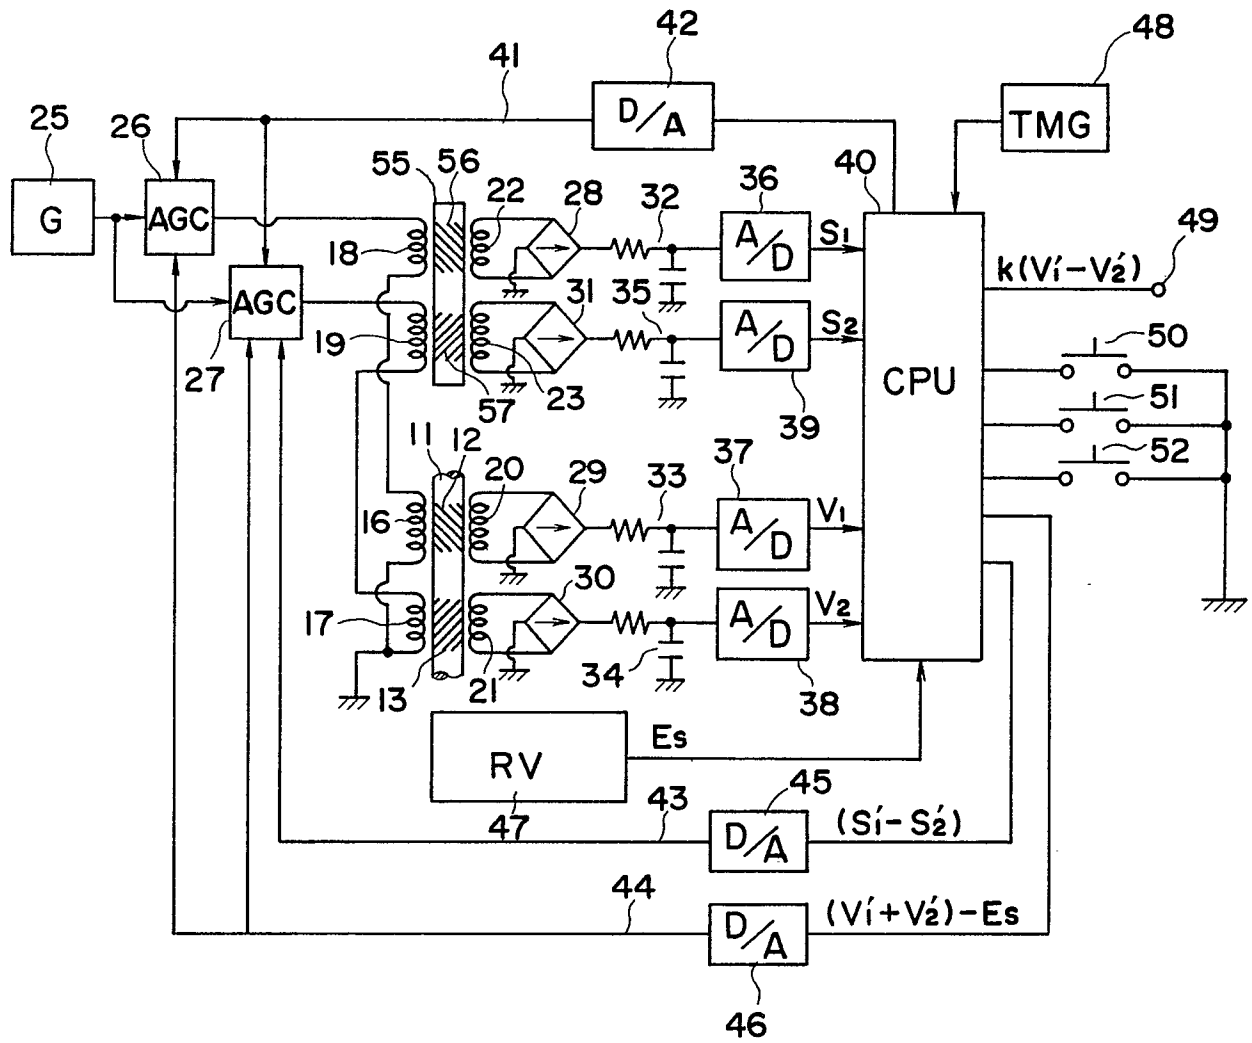 42
48
41
D/A
TMG
25
26
55
56
22
28
32
36
40
G
AGC
18
A/D
S1
49
k(V1′−V2′)
AGC
31
35
A/D
S2
50
19
27
57
23
39
CPU
51
11
12
20
29
33
37
52
16
A/D
V1
30
17
A/D
V2
13
21
34
38
RV
Es
47
43
45
D/A
(S1′−S2′)
44
D/A
(V1′+V2′)−Es
46